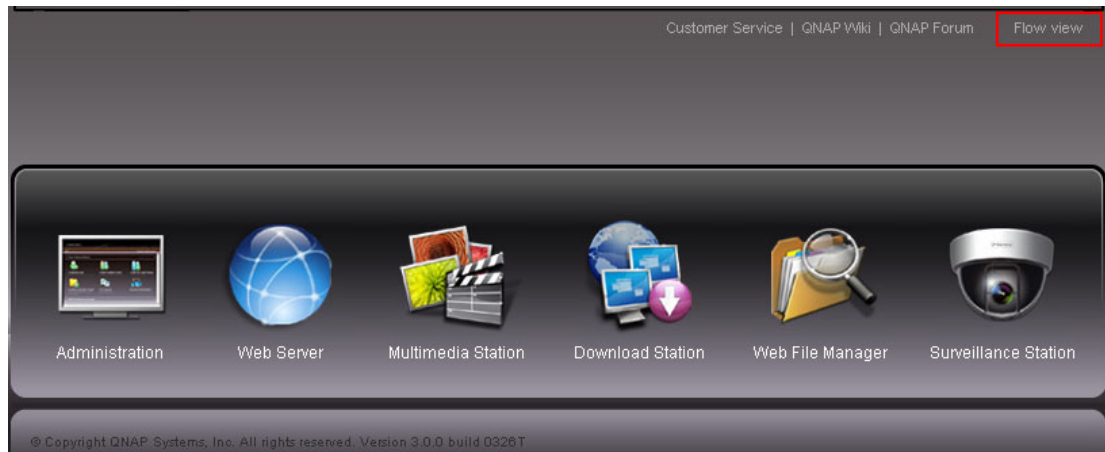 Customer Service | QNAP Wiki | QNAP Forum Flow view
Administration Web Server Multimedia Station Download Station Web File Manager Surveillance Station
© Copyright QNAP Systems, Inc. All rights reserved. Version 3.0.0 build 0326T